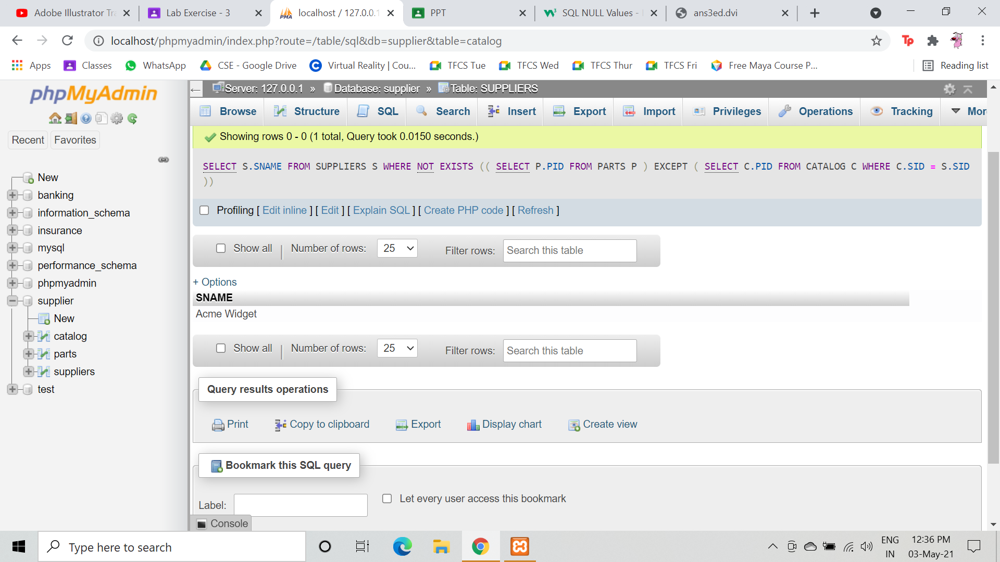 Adobe Illustrator Tr
Lab Exercise - 3
localhost / 127.0.0.1
PPT
SQL NULL Values -
ans3ed.dvi
localhost/phpmyadmin/index.php?route=/table/sql&db=supplier&table=catalog
Tp
Apps
Classes
WhatsApp
CSE - Google Drive
Virtual Reality | Cou...
TFCS Tue
TFCS Wed
TFCS Thur
TFCS Fri
Free Maya Course P...
Reading list
phpMyAdmin
Recent
Favorites
New
banking
information_schema
insurance
mysql
performance_schema
phpmyadmin
supplier
New
catalog
parts
suppliers
test
Server: 127.0.0.1 » Database: supplier » Table: SUPPLIERS
Browse
Structure
SQL
Search
Insert
Export
Import
Privileges
Operations
Tracking
Mor
Showing rows 0 - 0 (1 total, Query took 0.0150 seconds.)
SELECT S.SNAME FROM SUPPLIERS S WHERE NOT EXISTS (( SELECT P.PID FROM PARTS P ) EXCEPT ( SELECT C.PID FROM CATALOG C WHERE C.SID = S.SID
))
Profiling [ Edit inline ] [ Edit ] [ Explain SQL ] [ Create PHP code ] [ Refresh ]
Show all | Number of rows: 25 Filter rows: Search this table
+ Options
SNAME
Acme Widget
Show all | Number of rows: 25 Filter rows: Search this table
Query results operations
Print
Copy to clipboard
Export
Display chart
Create view
Bookmark this SQL query
Label:
Let every user access this bookmark
Console
Type here to search
ENG
IN
12:36 PM
03-May-21